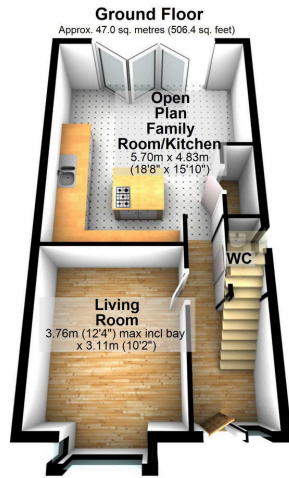 Ground Floor
Approx. 47.0 sq. metres (506.4 sq. feet)
Open
Plan
Family
Room/Kitchen
5.70m x 4.83m
(18'8" x 15'10")
WC
Living
Room
3.76m (12'4") max incl bay
x 3.11m (10'2")